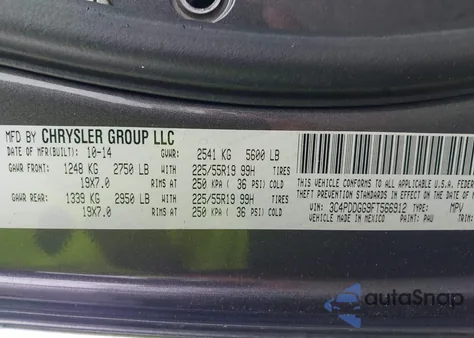 MFD BY CHRYSLER GROUP LLC
DATE OF MFR(BUILT): 10-14 GVWR: 2541 KG 5600 LB
GAWR FRONT: 1248 KG 2750 LB 225/55R19 99H TIRES
19X7.0 RIMS AT 250 KPA ( 36 PSI) COLD
GAWR REAR: 1339 KG 2950 LB 225/55R19 99H TIRES
19X7.0 RIMS AT 250 KPA ( 36 PSI) COLD
THIS VEHICLE CONFORMS TO ALL APPLICABLE U.S.A. FEDERAL
THEFT PREVENTION STANDARDS IN EFFECT ON THE DATE OF
VIN: 3C4PDDGG9FT566912 TYPE: MPV
VEHICLE MADE IN MEXICO PAINT: PAU TRIM:
autoSnap